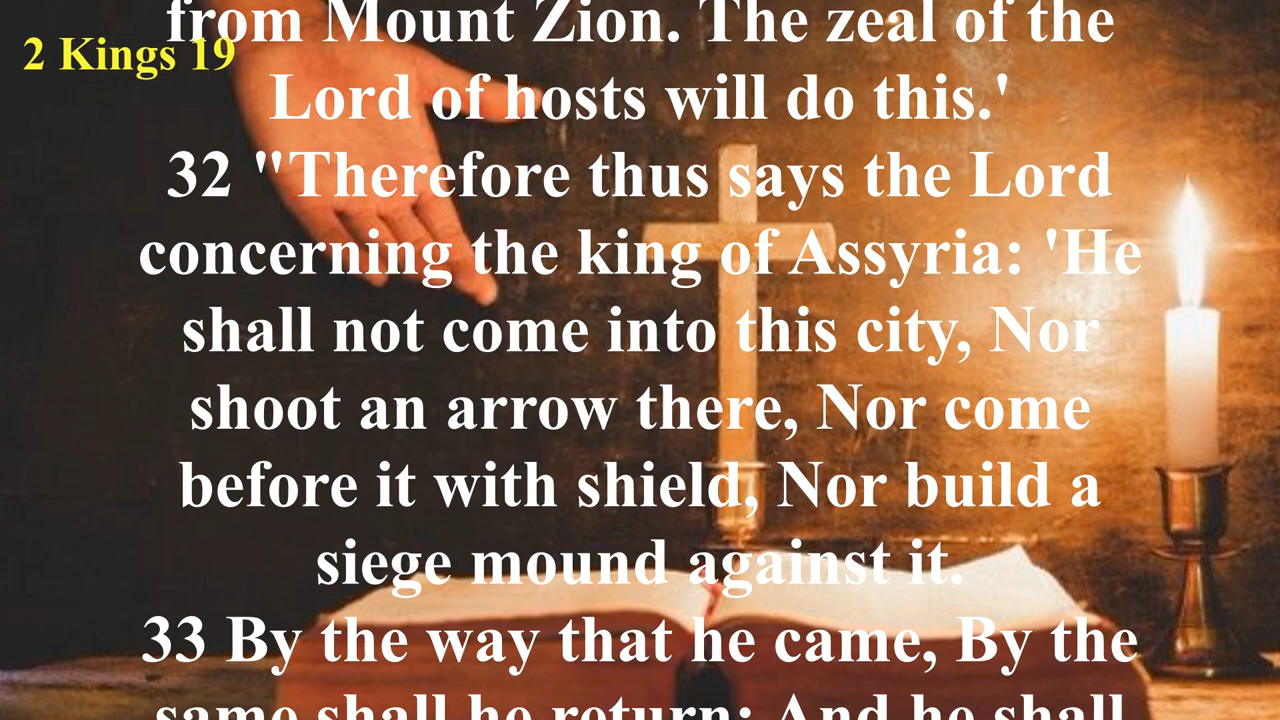 2 Kings 19
from Mount Zion. The zeal of the
Lord of hosts will do this.'
32 "Therefore thus says the Lord
concerning the king of Assyria: 'He
shall not come into this city, Nor
shoot an arrow there, Nor come
before it with shield, Nor build a
siege mound against it.
33 By the way that he came, By the
same shall he return; And he shall